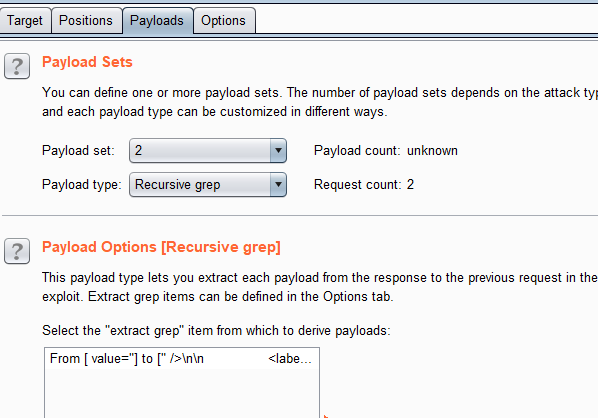 Target Positions Payloads Options
? Payload Sets
You can define one or more payload sets. The number of payload sets depends on the attack typ
and each payload type can be customized in different ways.
Payload set: 2 Payload count: unknown
Payload type: Recursive grep Request count: 2
? Payload Options [Recursive grep]
This payload type lets you extract each payload from the response to the previous request in the
exploit. Extract grep items can be defined in the Options tab.
Select the "extract grep" item from which to derive payloads:
From [ value="] to [" />\n\n <labe...